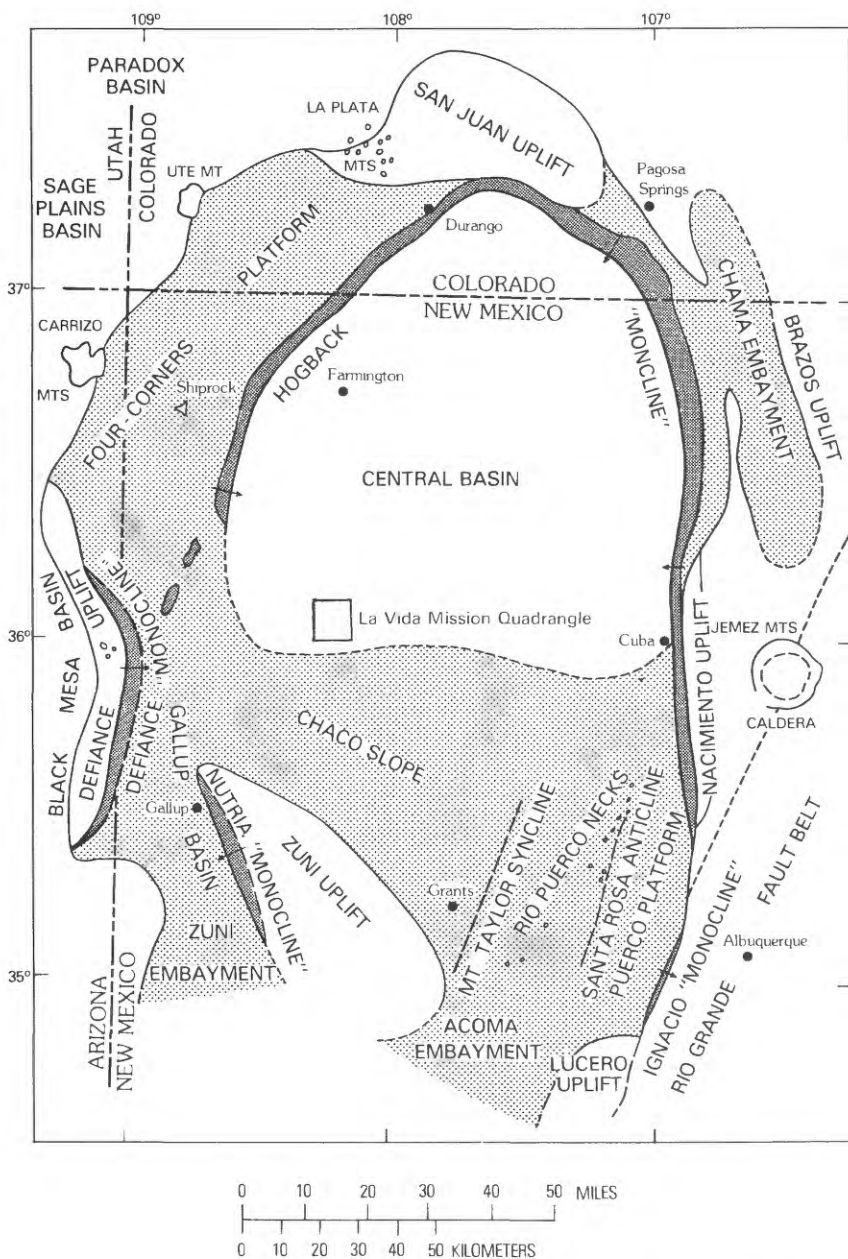 109°
108°
107°
PARADOX
BASIN
UTAH
COLORADO
LA PLATA
MTS
SAN JUAN UPLIFT
UTE MT
SAGE
PLAINS
BASIN
Pagosa
Springs
Durango
PLATFORM
FOUR-CORNERS
37°
COLORADO
NEW MEXICO
CHAMA EMBAYMENT
BRAZOS UPLIFT
CARRIZO
MTS
Shiprock
HOGBACK
"MONCLINE"
Farmington
CENTRAL BASIN
La Vida Mission Quadrangle
36°
Cuba
NACIMIENTO UPLIFT
JEMEZ MTS
CALDERA
BLACK MESA BASIN
DEFIANCE UPLIFT
DEFIANCE "MONOCLINE"
GALLUP
BASIN
CHACO SLOPE
Gallup
NUTRIA "MONOCLINE"
ZUNI UPLIFT
Grants
MT TAYLOR SYNCLINE
RIO PUERCO NECKS
SANTA ROSA ANTICLINE
PUERCO PLATFORM
IGNACIO "MONOCLINE"
RIO GRANDE
FAULT BELT
Albuquerque
ZUNI
EMBAYMENT
35°
ARIZONA
NEW MEXICO
ACOMA
EMBAYMENT
LUCERO
UPLIFT
0 10 20 30 40 50 MILES
0 10 20 30 40 50 KILOMETERS